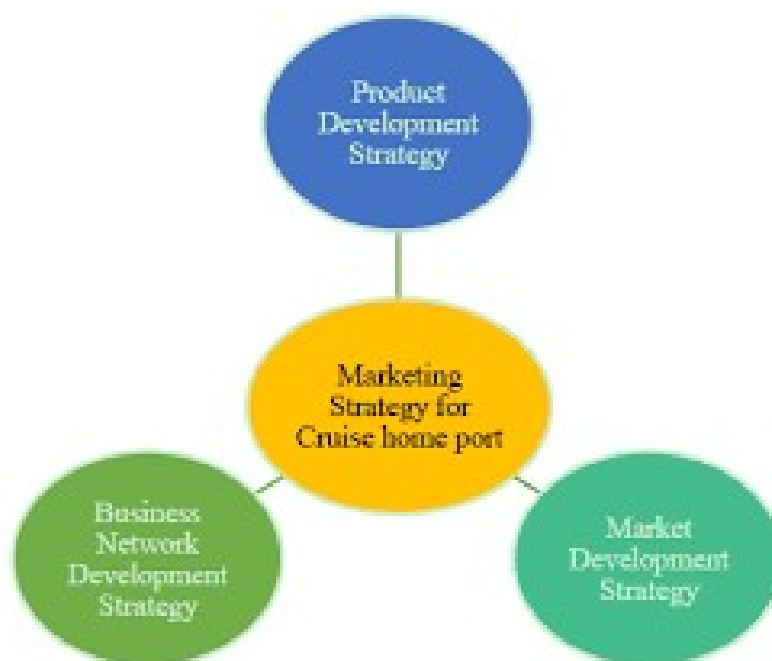 Product
Development
Strategy
Marketing
Strategy for
Cruise home port
Business
Network
Development
Strategy
Market
Development
Strategy